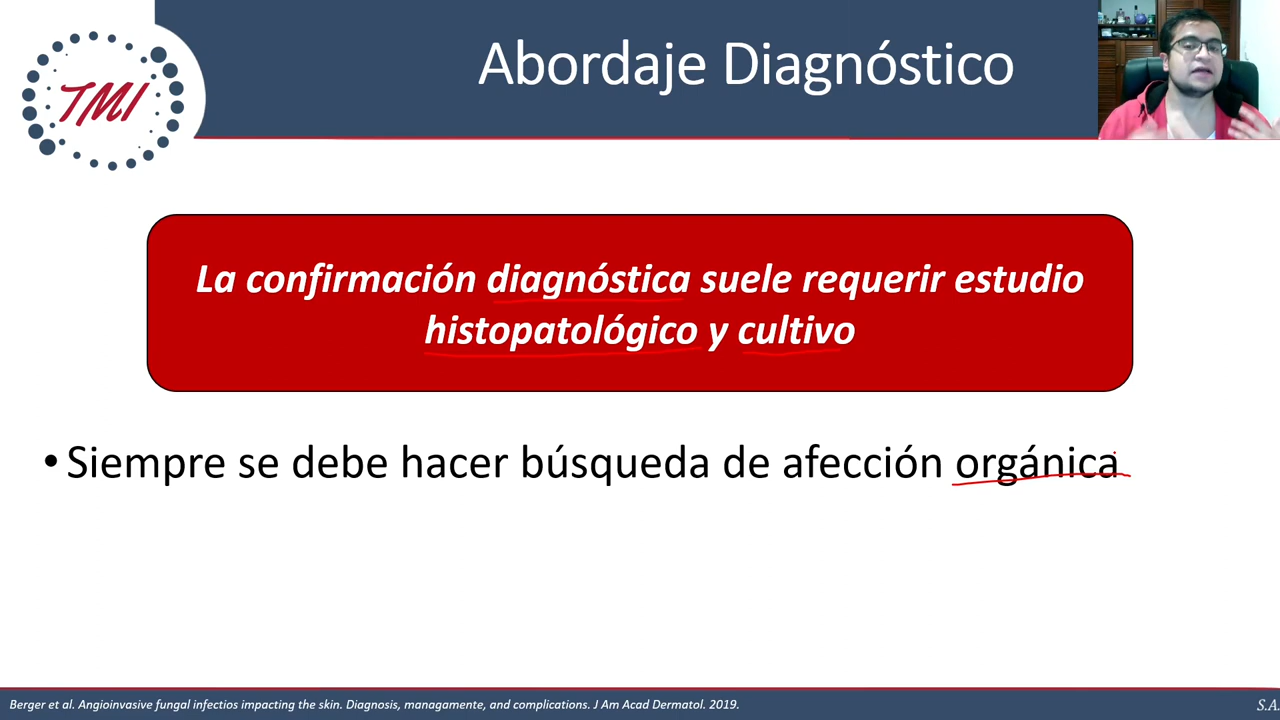 TMI
Abordaje Diagnóstico
La confirmación diagnóstica suele requerir estudio
histopatológico y cultivo
• Siempre se debe hacer búsqueda de afección orgánica
Berger et al. Angioinvasive fungal infectios impacting the skin. Diagnosis, managamente, and complications. J Am Acad Dermatol. 2019.
S.A.